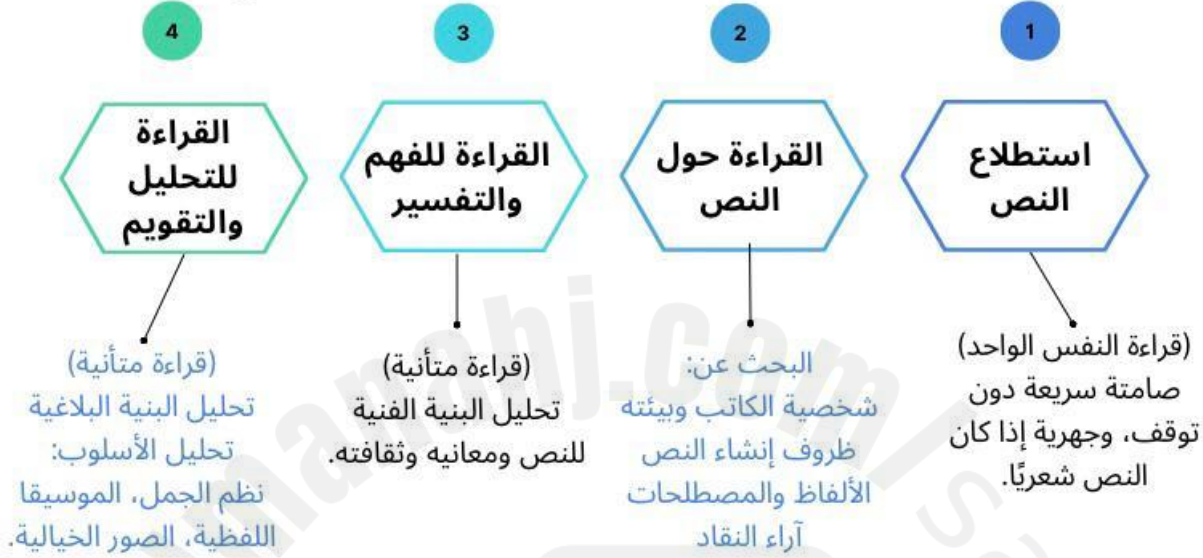 1
استطلاع
النص
(قراءة النفس الواحد)
صامتة سريعة دون
توقف، وجهرية إذا كان
النص شعريًا.
2
القراءة حول
النص
البحث عن:
شخصية الكاتب وبيئته
ظروف إنشاء النص
الألفاظ والمصطلحات
آراء النقاد
3
القراءة للفهم
والتفسير
(قراءة متأنية)
تحليل البنية الفنية
للنص ومعانيه وثقافته.
4
القراءة
للتحليل
والتقويم
(قراءة متأنية)
تحليل البنية البلاغية
تحليل الأسلوب:
نظم الجمل، الموسيقا
اللفظية، الصور الخيالية.
manahj.com/s